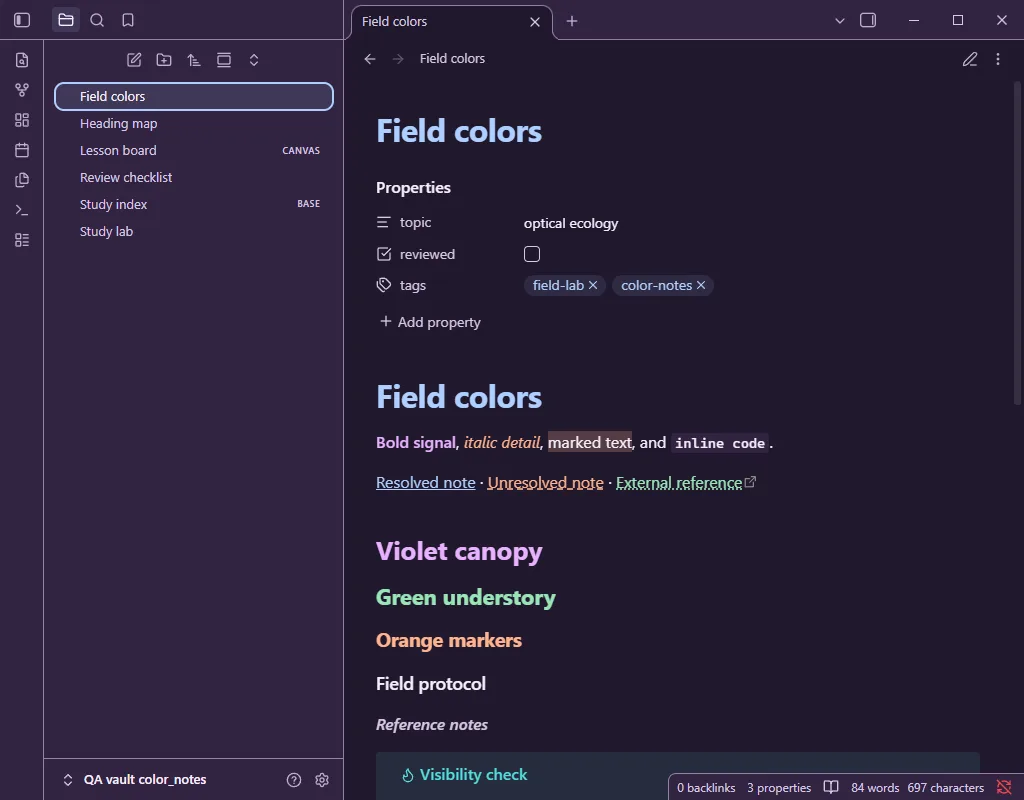 Field colors
Field colors
Field colors
Heading map
Lesson board CANVAS
Review checklist
Study index BASE
Study lab
QA vault color_notes
Field colors
Properties
topic optical ecology
reviewed
tags field-lab color-notes
Add property
Field colors
Bold signal, italic detail, marked text, and inline code.
Resolved note · Unresolved note · External reference
Violet canopy
Green understory
Orange markers
Field protocol
Reference notes
Visibility check
0 backlinks 3 properties 84 words 697 characters